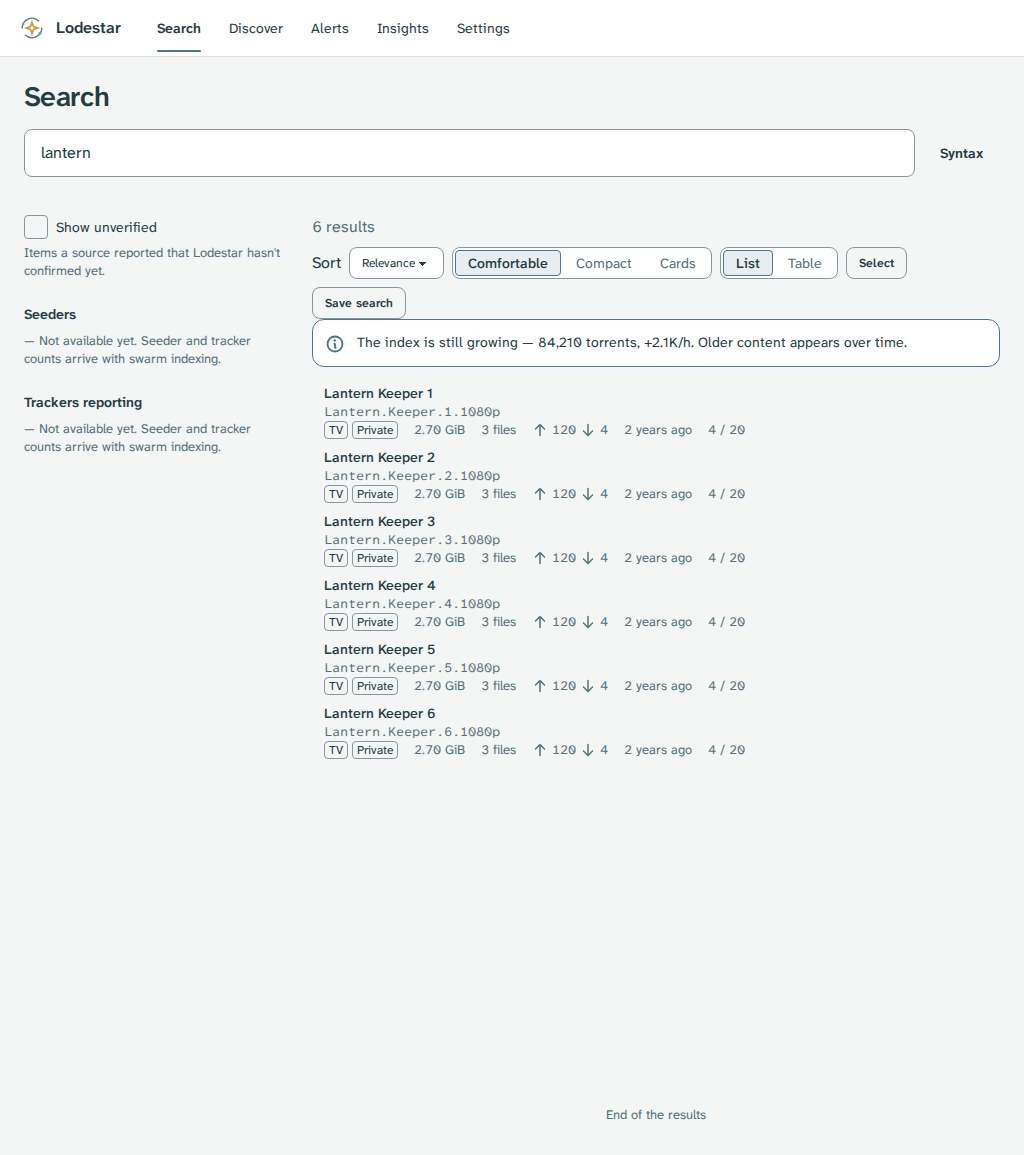 Lodestar Search Discover Alerts Insights Settings
Search
lantern
Syntax
Show unverified
Items a source reported that Lodestar hasn't
confirmed yet.
Seeders
— Not available yet. Seeder and tracker
counts arrive with swarm indexing.
Trackers reporting
— Not available yet. Seeder and tracker
counts arrive with swarm indexing.
6 results
Sort Relevance Comfortable Compact Cards List Table Select
Save search
The index is still growing — 84,210 torrents, +2.1K/h. Older content appears over time.
Lantern Keeper 1
Lantern.Keeper.1.1080p
TV Private 2.70 GiB 3 files ↑ 120 ↓ 4 2 years ago 4 / 20
Lantern Keeper 2
Lantern.Keeper.2.1080p
TV Private 2.70 GiB 3 files ↑ 120 ↓ 4 2 years ago 4 / 20
Lantern Keeper 3
Lantern.Keeper.3.1080p
TV Private 2.70 GiB 3 files ↑ 120 ↓ 4 2 years ago 4 / 20
Lantern Keeper 4
Lantern.Keeper.4.1080p
TV Private 2.70 GiB 3 files ↑ 120 ↓ 4 2 years ago 4 / 20
Lantern Keeper 5
Lantern.Keeper.5.1080p
TV Private 2.70 GiB 3 files ↑ 120 ↓ 4 2 years ago 4 / 20
Lantern Keeper 6
Lantern.Keeper.6.1080p
TV Private 2.70 GiB 3 files ↑ 120 ↓ 4 2 years ago 4 / 20
End of the results